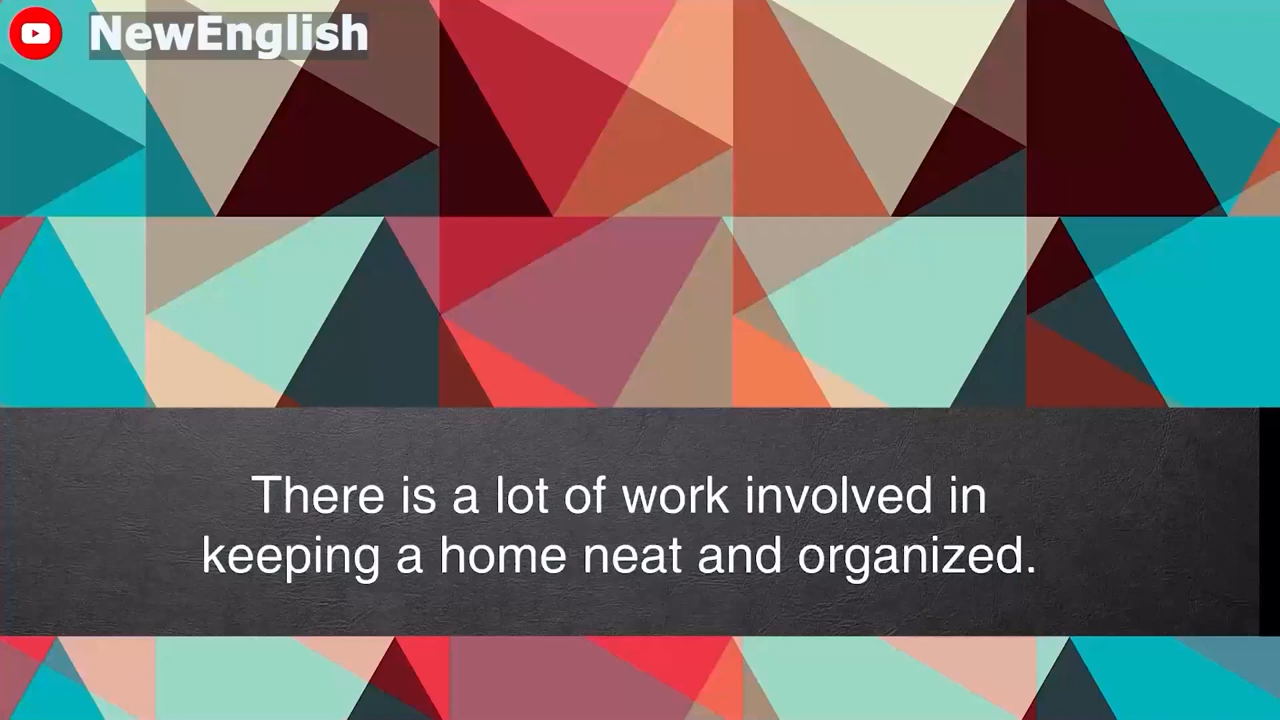 NewEnglish
There is a lot of work involved in
keeping a home neat and organized.